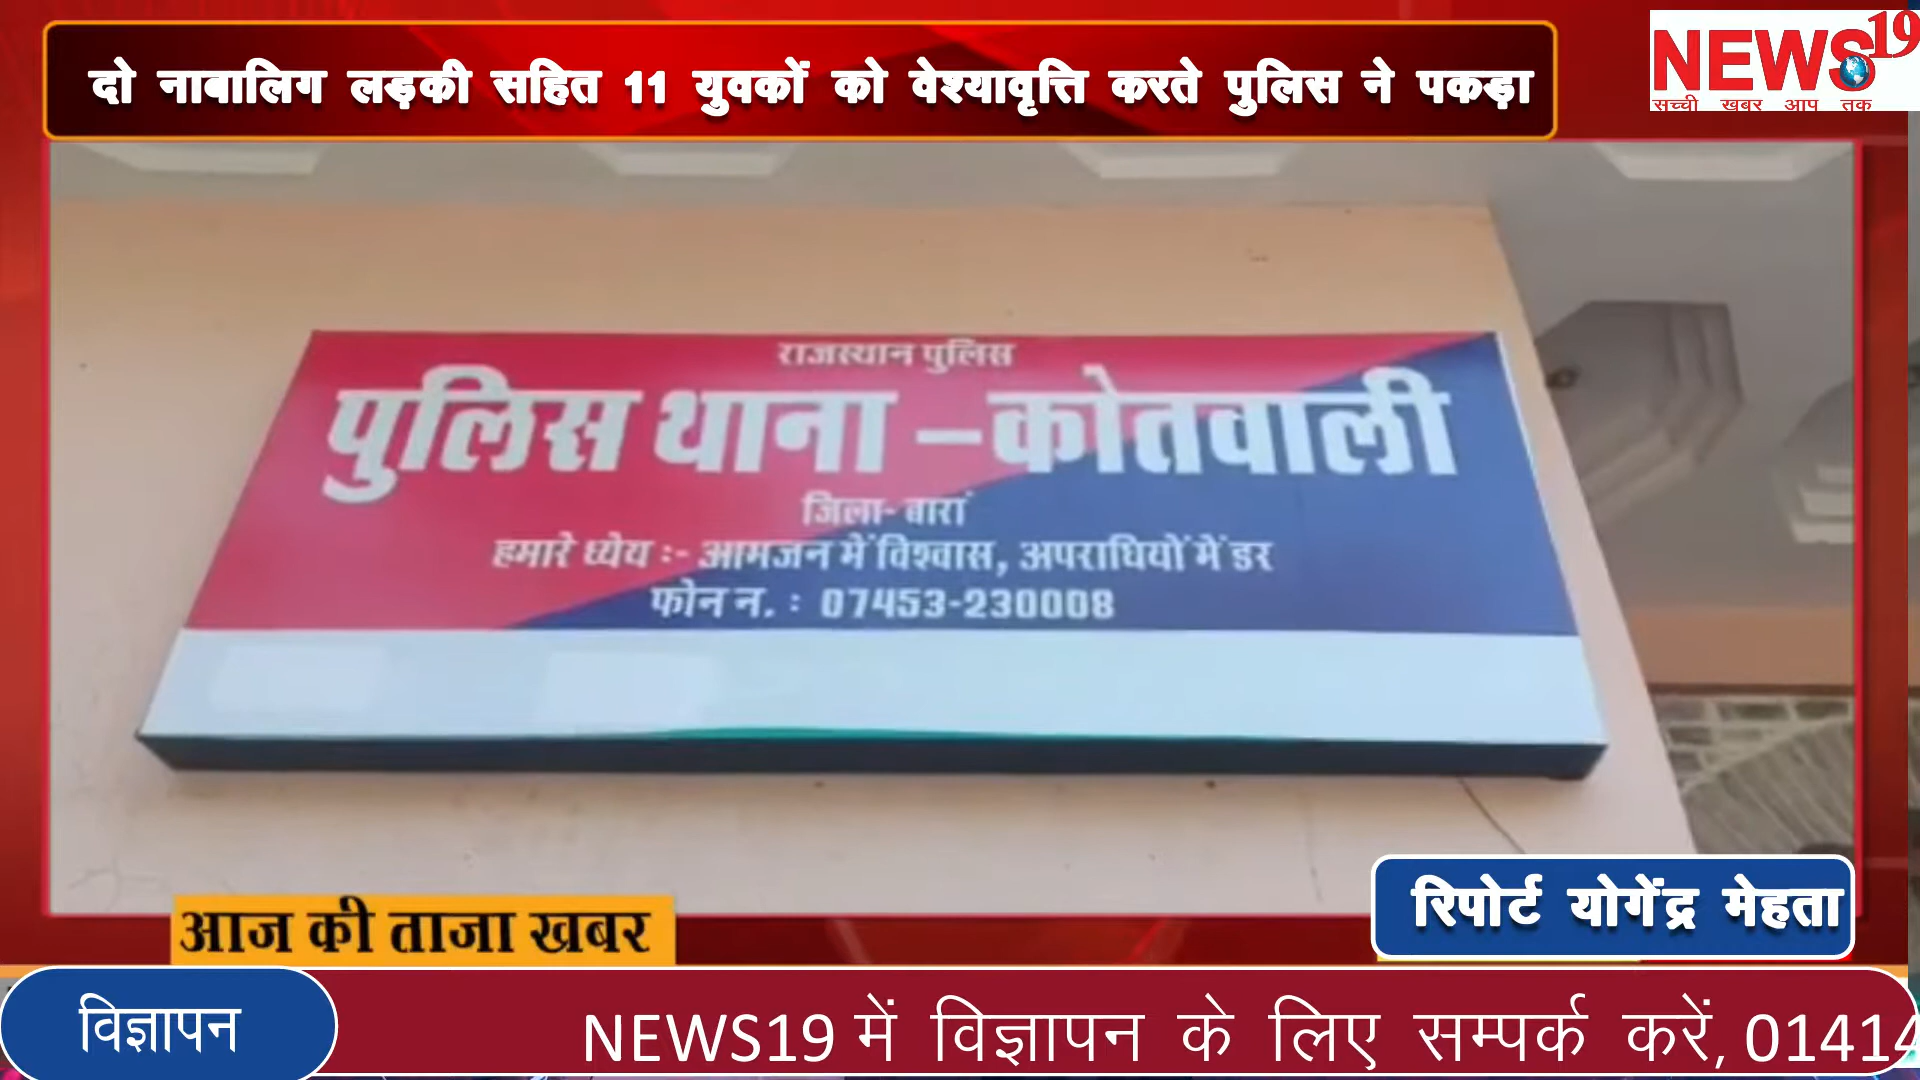 दो नाबालिग लड़की सहित 11 युवकों को वेश्यावृत्ति करते पुलिस ने पकड़ा
NEWS19
सच्ची खबर आप तक
राजस्थान पुलिस
पुलिस थाना - कोतवाली
जिला- बारां
हमारे ध्येय :- आमजन में विश्वास, अपराधियों में डर
फोन न. : 07453-230008
रिपोर्ट योगेंद्र मेहता
आज की ताजा खबर
विज्ञापन
NEWS19 में विज्ञापन के लिए सम्पर्क करें, 01414